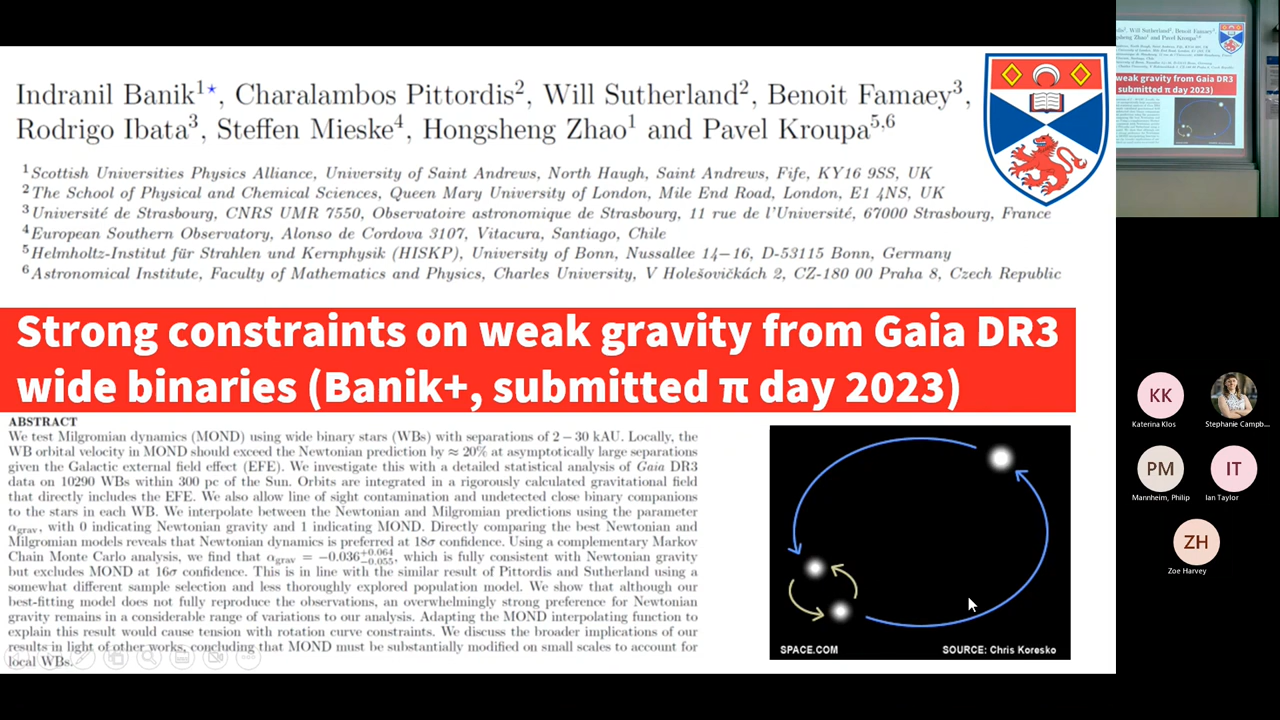 Indranil Banik1⋆, Charalambos Pittordis2, Will Sutherland2, Benoit Famaey3,
Rodrigo Ibata3, Steffen Mieske4, Hongsheng Zhao1 and Pavel Kroupa5,6
1 Scottish Universities Physics Alliance, University of Saint Andrews, North Haugh, Saint Andrews, Fife, KY16 9SS, UK
2 The School of Physical and Chemical Sciences, Queen Mary University of London, Mile End Road, London, E1 4NS, UK
3 Université de Strasbourg, CNRS UMR 7550, Observatoire astronomique de Strasbourg, 11 rue de l'Université, 67000 Strasbourg, France
4 European Southern Observatory, Alonso de Cordova 3107, Vitacura, Santiago, Chile
5 Helmholtz-Institut für Strahlen und Kernphysik (HISKP), University of Bonn, Nussallee 14−16, D-53115 Bonn, Germany
6 Astronomical Institute, Faculty of Mathematics and Physics, Charles University, V Holešovičkách 2, CZ-180 00 Praha 8, Czech Republic
Strong constraints on weak gravity from Gaia DR3
wide binaries (Banik+, submitted π day 2023)
ABSTRACT
We test Milgromian dynamics (MOND) using wide binary stars (WBs) with separations of 2 − 30 kAU. Locally, the
WB orbital velocity in MOND should exceed the Newtonian prediction by ≈ 20% at asymptotically large separations
given the Galactic external field effect (EFE). We investigate this with a detailed statistical analysis of Gaia DR3
data on 10290 WBs within 300 pc of the Sun. Orbits are integrated in a rigorously calculated gravitational field
that directly includes the EFE. We also allow line of sight contamination and undetected close binary companions
to the stars in each WB. We interpolate between the Newtonian and Milgromian predictions using the parameter
αgrav, with 0 indicating Newtonian gravity and 1 indicating MOND. Directly comparing the best Newtonian and
Milgromian models reveals that Newtonian dynamics is preferred at 18σ confidence. Using a complementary Markov
Chain Monte Carlo analysis, we find that αgrav = −0.036+0.064−0.055, which is fully consistent with Newtonian gravity
but excludes MOND at 16σ confidence. This is in line with the similar result of Pittordis and Sutherland using a
somewhat different sample selection and less thoroughly explored population model. We show that although our
best-fitting model does not fully reproduce the observations, an overwhelmingly strong preference for Newtonian
gravity remains in a considerable range of variations to our analysis. Adapting the MOND interpolating function to
explain this result would cause tension with rotation curve constraints. We discuss the broader implications of our
results in light of other works, concluding that MOND must be substantially modified on small scales to account for
local WBs.
SPACE.COM
SOURCE: Chris Koresko
weak gravity from Gaia DR3
submitted π day 2023)
KK
Katerina Klos
Stephanie Campb...
PM
Mannheim, Philip
IT
Ian Taylor
ZH
Zoe Harvey